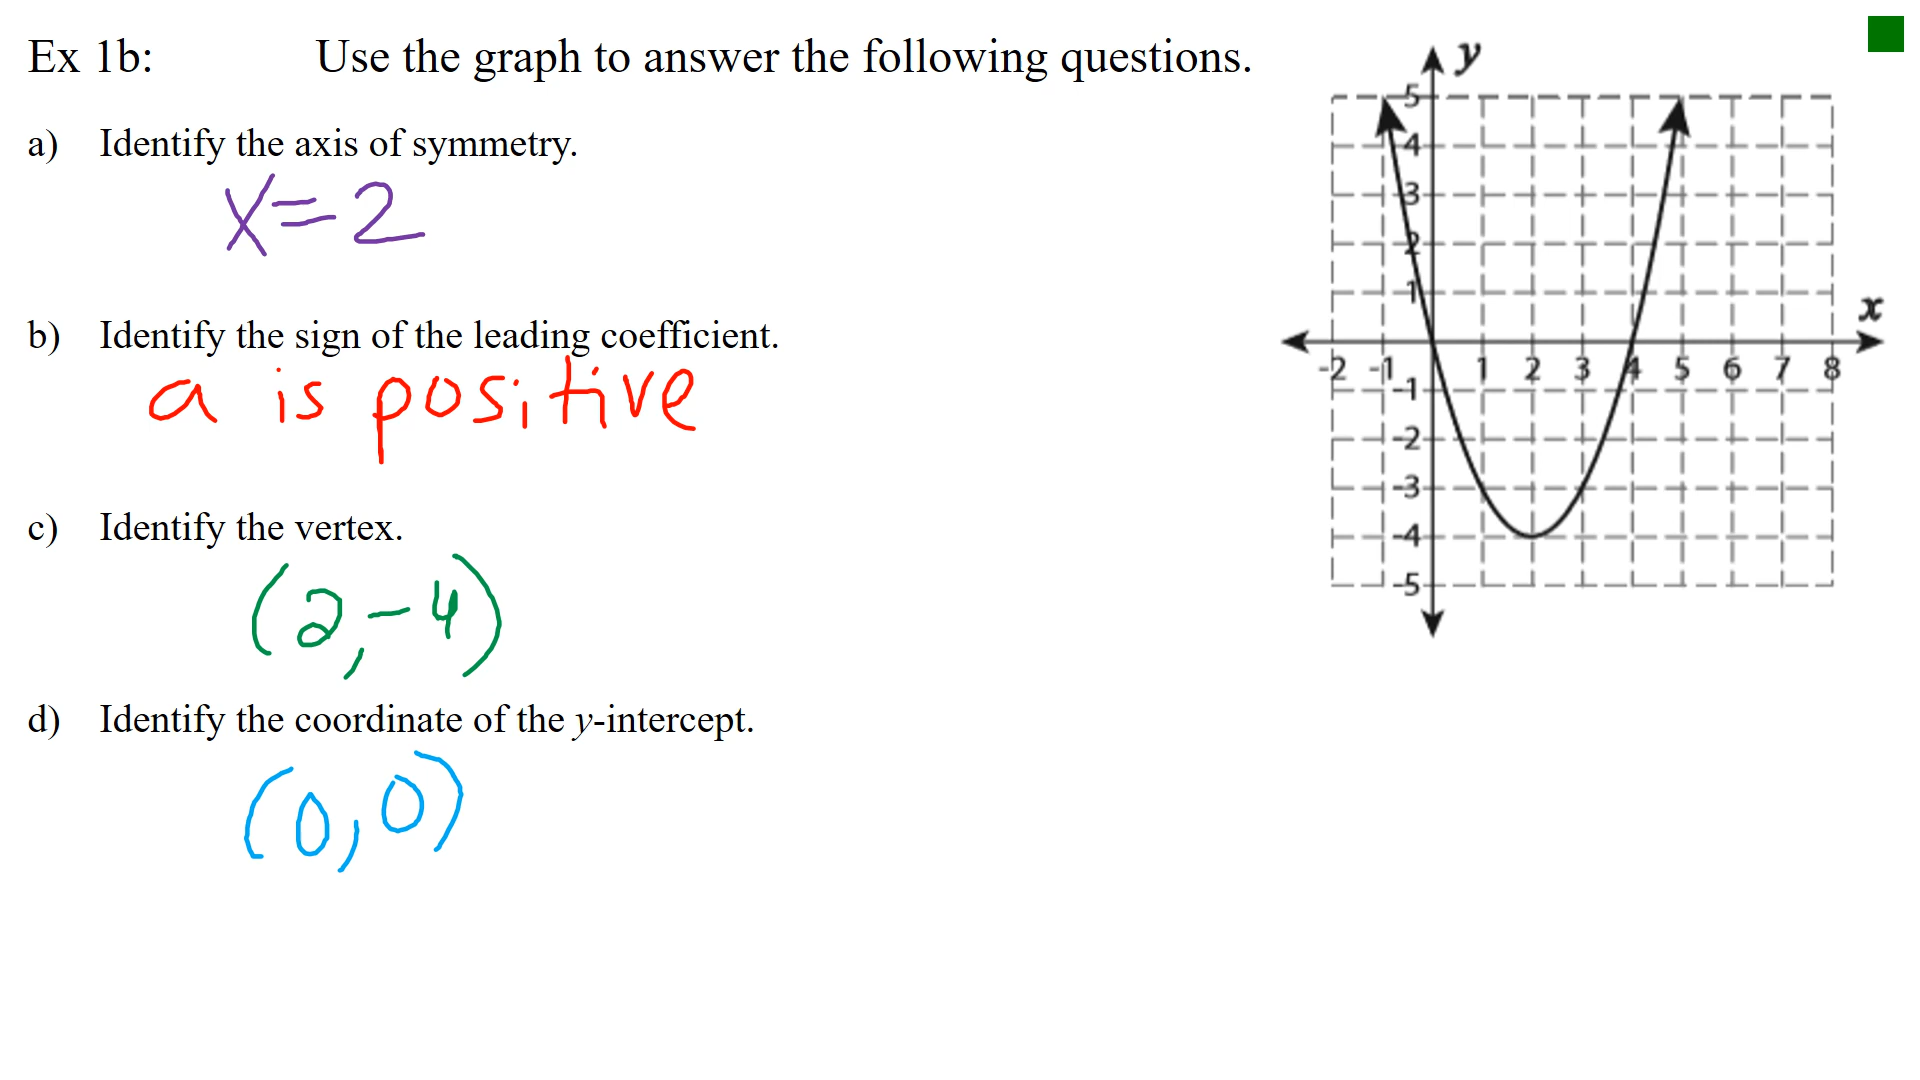 Ex 1b: Use the graph to answer the following questions.
a) Identify the axis of symmetry.
x=2
b) Identify the sign of the leading coefficient.
a is positive
c) Identify the vertex.
(2,-4)
d) Identify the coordinate of the y-intercept.
(0,0)
y
5
4
3
2
1
x
-2 -1 1 2 3 4 5 6 7 8
-1
-2
-3
-4
-5